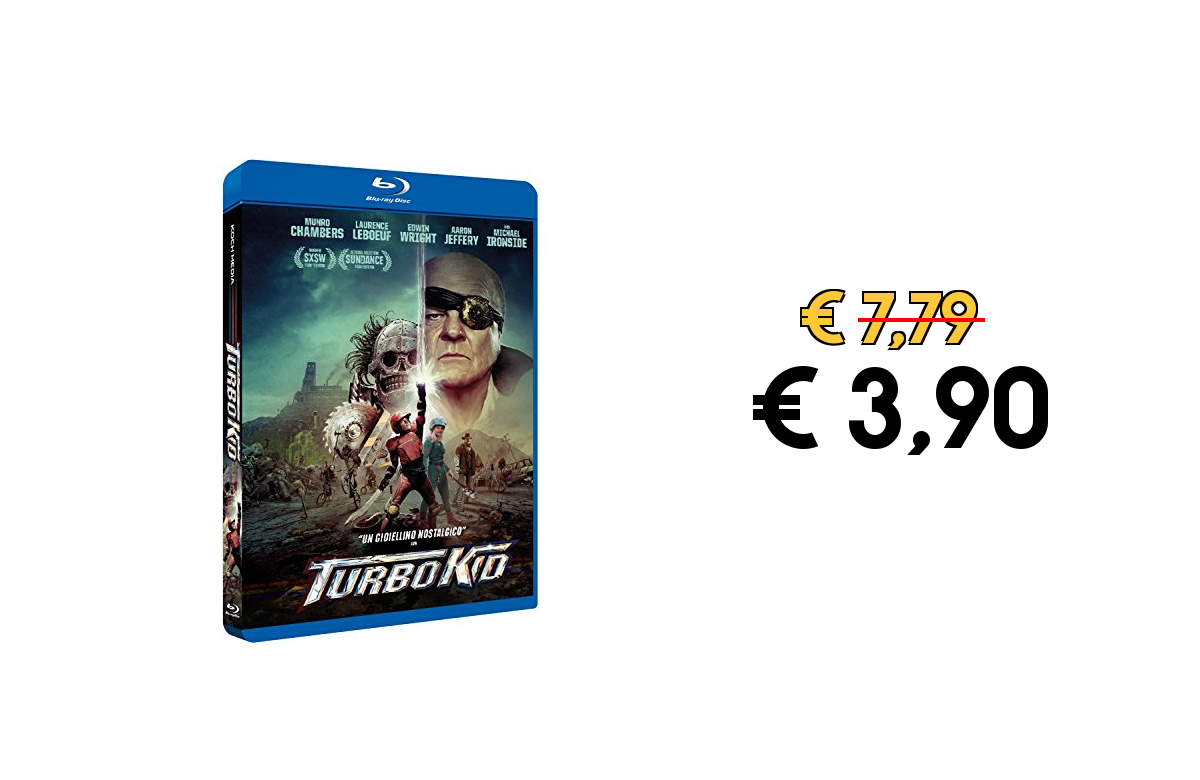 Blu-ray Disc
MUNRO CHAMBERS
LAURENCE LEBOEUF
EDWIN WRIGHT
AARON JEFFERY
MICHAEL IRONSIDE
SXSW
SUNDANCE
KOCH MEDIA
TURBO KID
"UN GIOIELLINO NOSTALGICO"
TURBO KID
€ 7,79
€ 3,90